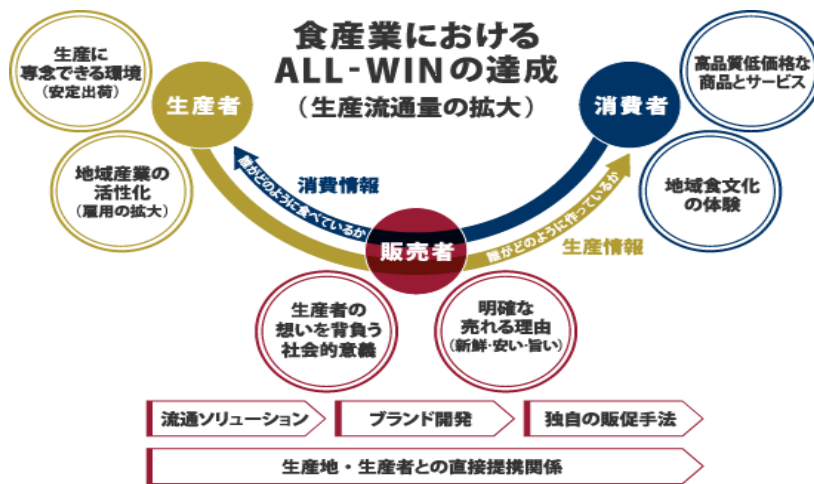 食産業における
ALL-WINの達成
(生産流通量の拡大)
生産に
専念できる環境
(安定出荷)
生産者
地域産業の
活性化
(雇用の拡大)
消費者
高品質低価格な
商品とサービス
地域食文化
の体験
消費情報
誰がどのように食べているか
販売者
誰がどのように作っているか
生産情報
生産者の
想いを背負う
社会的意義
明確な
売れる理由
(新鮮・安い・旨い)
流通ソリューション
ブランド開発
独自の販促手法
生産地・生産者との直接提携関係